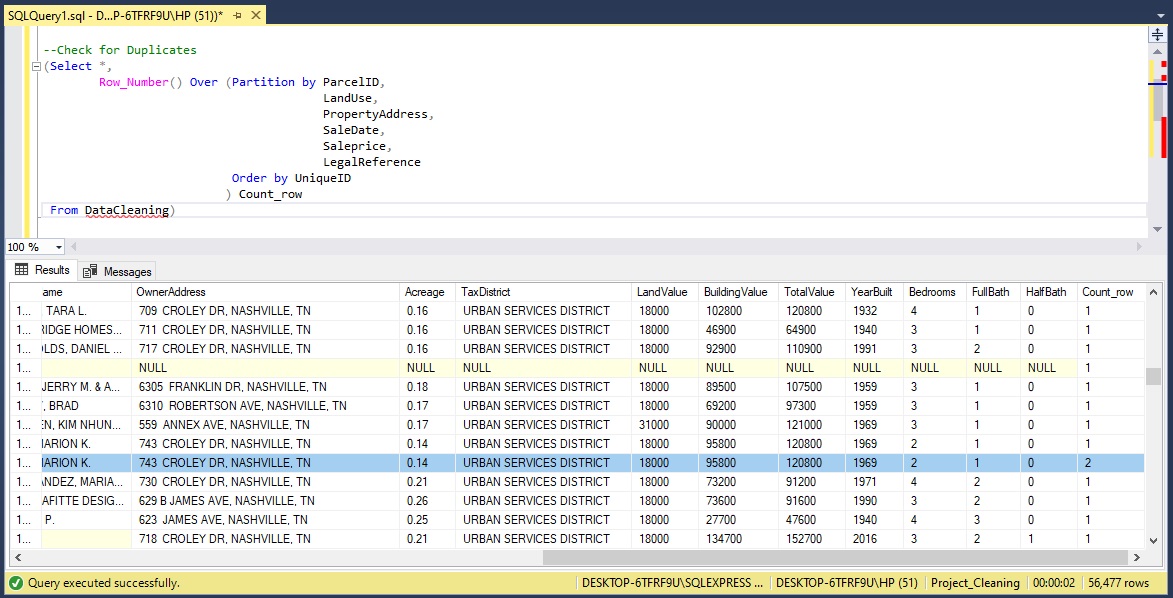 SQLQuery1.sql - D...P-6TFRF9U\HP (51))*
--Check for Duplicates
(Select *,
Row_Number() Over (Partition by ParcelID,
LandUse,
PropertyAddress,
SaleDate,
Saleprice,
LegalReference
Order by UniqueID
) Count_row
From DataCleaning)
100 %
Results Messages
ame OwnerAddress Acreage TaxDistrict LandValue BuildingValue TotalValue YearBuilt Bedrooms FullBath HalfBath Count_row
1... TARA L. 709 CROLEY DR, NASHVILLE, TN 0.16 URBAN SERVICES DISTRICT 18000 102800 120800 1932 4 1 0 1
1... RIDGE HOMES... 711 CROLEY DR, NASHVILLE, TN 0.16 URBAN SERVICES DISTRICT 18000 46900 64900 1940 3 1 0 1
1... LDS, DANIEL ... 717 CROLEY DR, NASHVILLE, TN 0.16 URBAN SERVICES DISTRICT 18000 92900 110900 1991 3 2 0 1
1... NULL NULL NULL NULL NULL NULL NULL NULL NULL NULL 1
1... JERRY M. & A... 6305 FRANKLIN DR, NASHVILLE, TN 0.18 URBAN SERVICES DISTRICT 18000 89500 107500 1959 3 1 0 1
1... , BRAD 6310 ROBERTSON AVE, NASHVILLE, TN 0.17 URBAN SERVICES DISTRICT 18000 69200 97300 1959 3 1 0 1
1... EN, KIM NHUN... 559 ANNEX AVE, NASHVILLE, TN 0.17 URBAN SERVICES DISTRICT 31000 90000 121000 1969 3 1 0 1
1... MARION K. 743 CROLEY DR, NASHVILLE, TN 0.14 URBAN SERVICES DISTRICT 18000 95800 120800 1969 2 1 0 1
1... MARION K. 743 CROLEY DR, NASHVILLE, TN 0.14 URBAN SERVICES DISTRICT 18000 95800 120800 1969 2 1 0 2
1... NDEZ, MARIA... 730 CROLEY DR, NASHVILLE, TN 0.21 URBAN SERVICES DISTRICT 18000 73200 91200 1971 4 2 0 1
1... AFITTE DESIG... 629 B JAMES AVE, NASHVILLE, TN 0.26 URBAN SERVICES DISTRICT 18000 73600 91600 1990 3 2 0 1
1... P. 623 JAMES AVE, NASHVILLE, TN 0.25 URBAN SERVICES DISTRICT 18000 27700 47600 1940 4 3 0 1
1... 718 CROLEY DR, NASHVILLE, TN 0.21 URBAN SERVICES DISTRICT 18000 134700 152700 2016 3 2 1 1
Query executed successfully. DESKTOP-6TFRF9U\SQLEXPRESS ... DESKTOP-6TFRF9U\HP (51) Project_Cleaning 00:00:02 56,477 rows